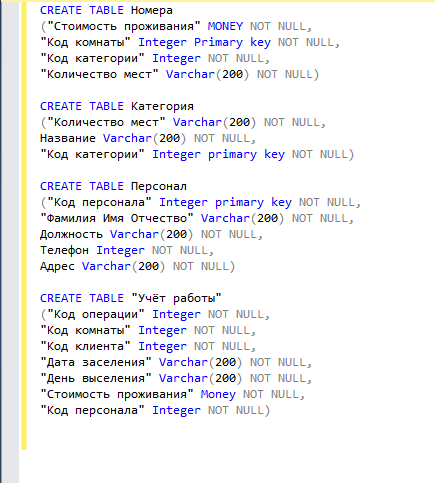 CREATE TABLE Номера
("Стоимость проживания" MONEY NOT NULL,
"Код комнаты" Integer Primary key NOT NULL,
"Код категории" Integer NOT NULL,
"Количество мест" Varchar(200) NOT NULL)
CREATE TABLE Категория
("Количество мест" Varchar(200) NOT NULL,
Название Varchar(200) NOT NULL,
"Код категории" Integer primary key NOT NULL)
CREATE TABLE Персонал
("Код персонала" Integer primary key NOT NULL,
"Фамилия Имя Отчество" Varchar(200) NOT NULL,
Должность Varchar(200) NOT NULL,
Телефон Integer NOT NULL,
Адрес Varchar(200) NOT NULL)
CREATE TABLE "Учёт работы"
("Код операции" Integer NOT NULL,
"Код комнаты" Integer NOT NULL,
"Код клиента" Integer NOT NULL,
"Дата заселения" Varchar(200) NOT NULL,
"День выселения" Varchar(200) NOT NULL,
"Стоимость проживания" Money NOT NULL,
"Код персонала" Integer NOT NULL)